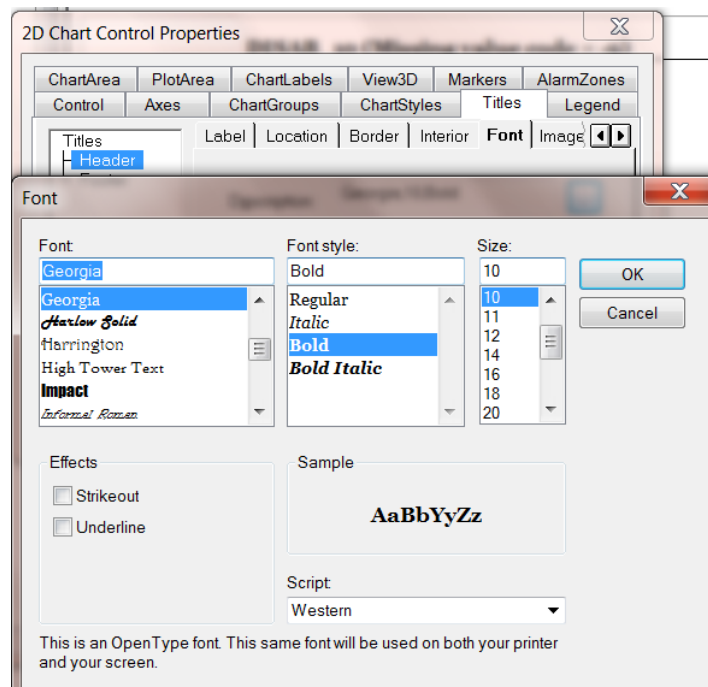 2D Chart Control Properties
ChartArea PlotArea ChartLabels View3D Markers AlarmZones
Control Axes ChartGroups ChartStyles Titles Legend
Titles
Label Location Border Interior Font Image
Header
Font
Font:
Font style:
Size:
Georgia
Bold
10
OK
Cancel
Georgia
Harlow Solid
Harrington
High Tower Text
Impact
Informal Roman
Regular
Italic
Bold
Bold Italic
10
11
12
14
16
18
20
Effects
Strikeout
Underline
Sample
AaBbYyZz
Script:
Western
This is an OpenType font. This same font will be used on both your printer
and your screen.